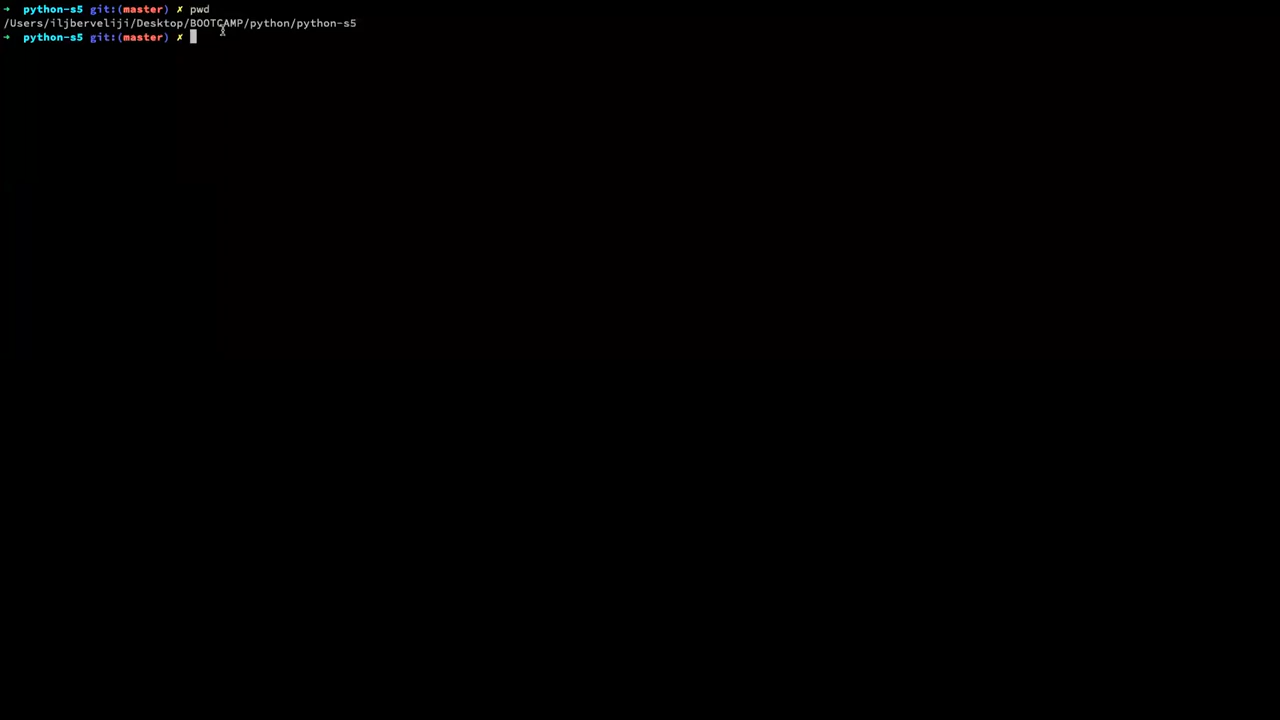 ➜ python-s5 git:(master) ✗ pwd
/Users/iljberveliji/Desktop/BOOTCAMP/python/python-s5
➜ python-s5 git:(master) ✗